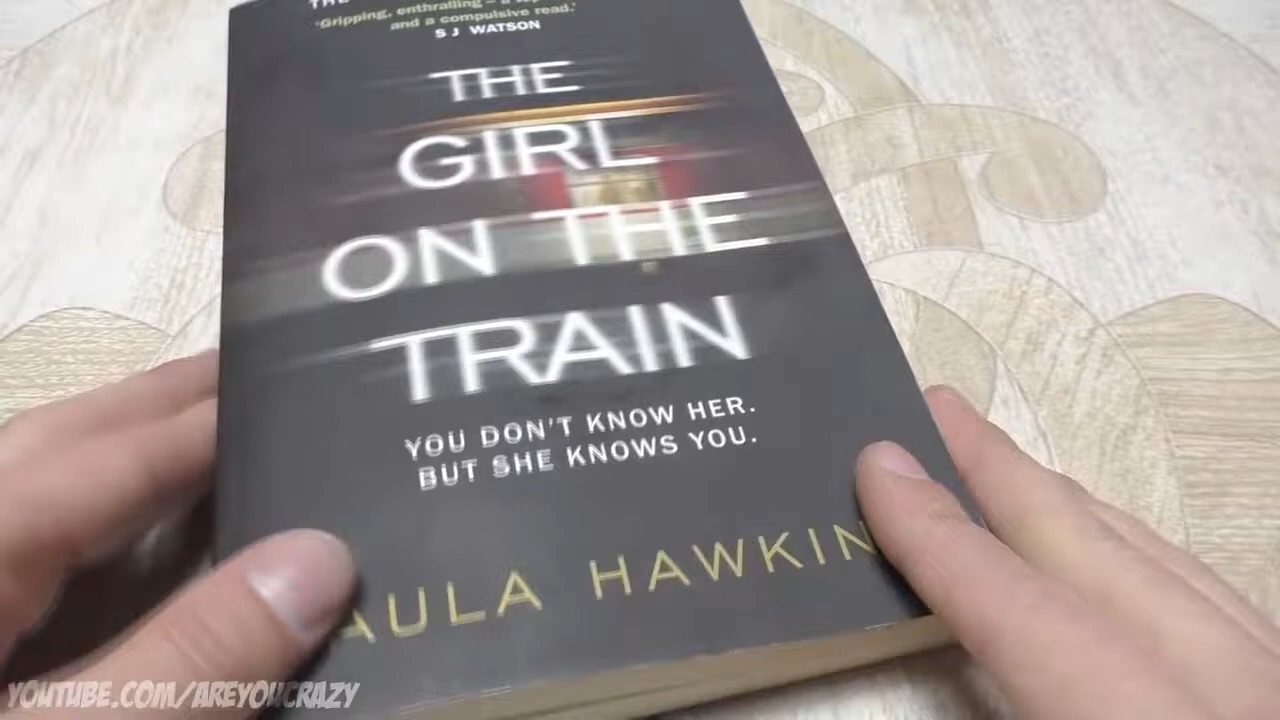 THE
'Gripping, enthralling – a
and a compulsive read.'
S J WATSON
THE
GIRL
ON THE
TRAIN
YOU DON'T KNOW HER.
BUT SHE KNOWS YOU.
AULA HAWKIN
YOUTUBE.COM/AREYOUCRAZY